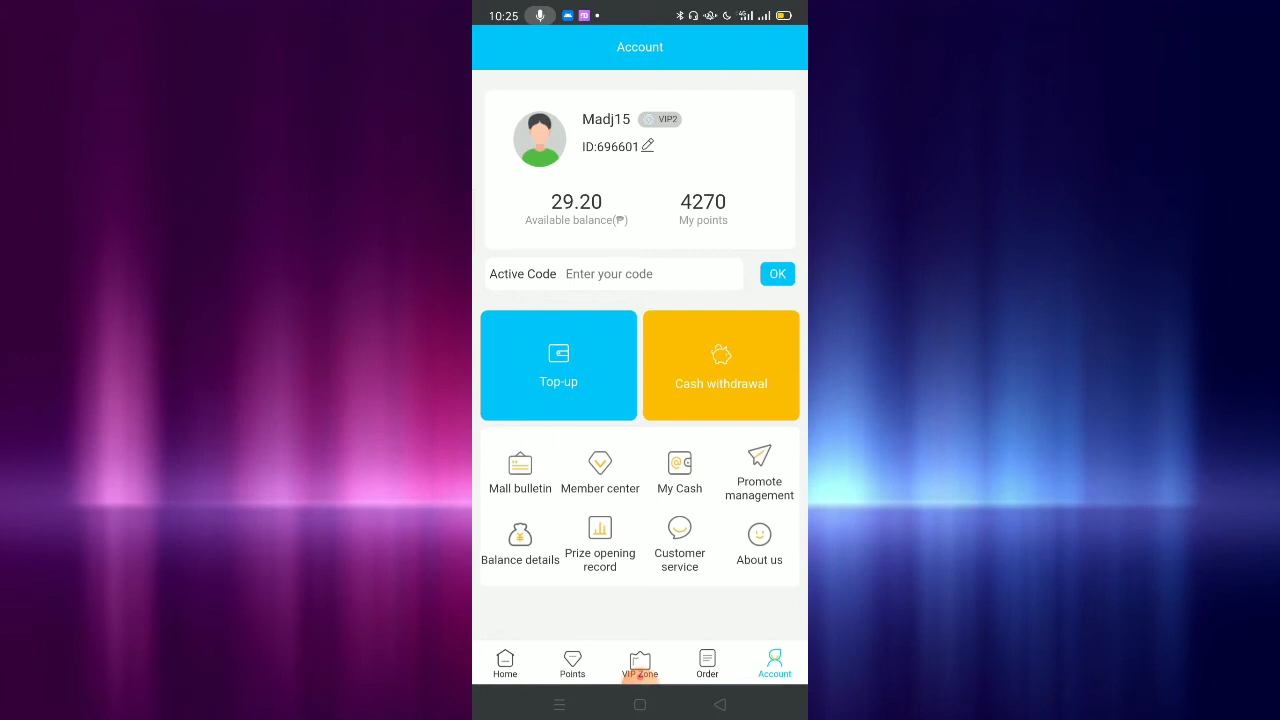 10:25
Account
Madj15 VIP2
ID:696601
29.20 4270
Available balance(₱) My points
Active Code Enter your code OK
Top-up Cash withdrawal
Mall bulletin Member center My Cash Promote management
Balance details Prize opening record Customer service About us
Home Points VIP Zone Order Account